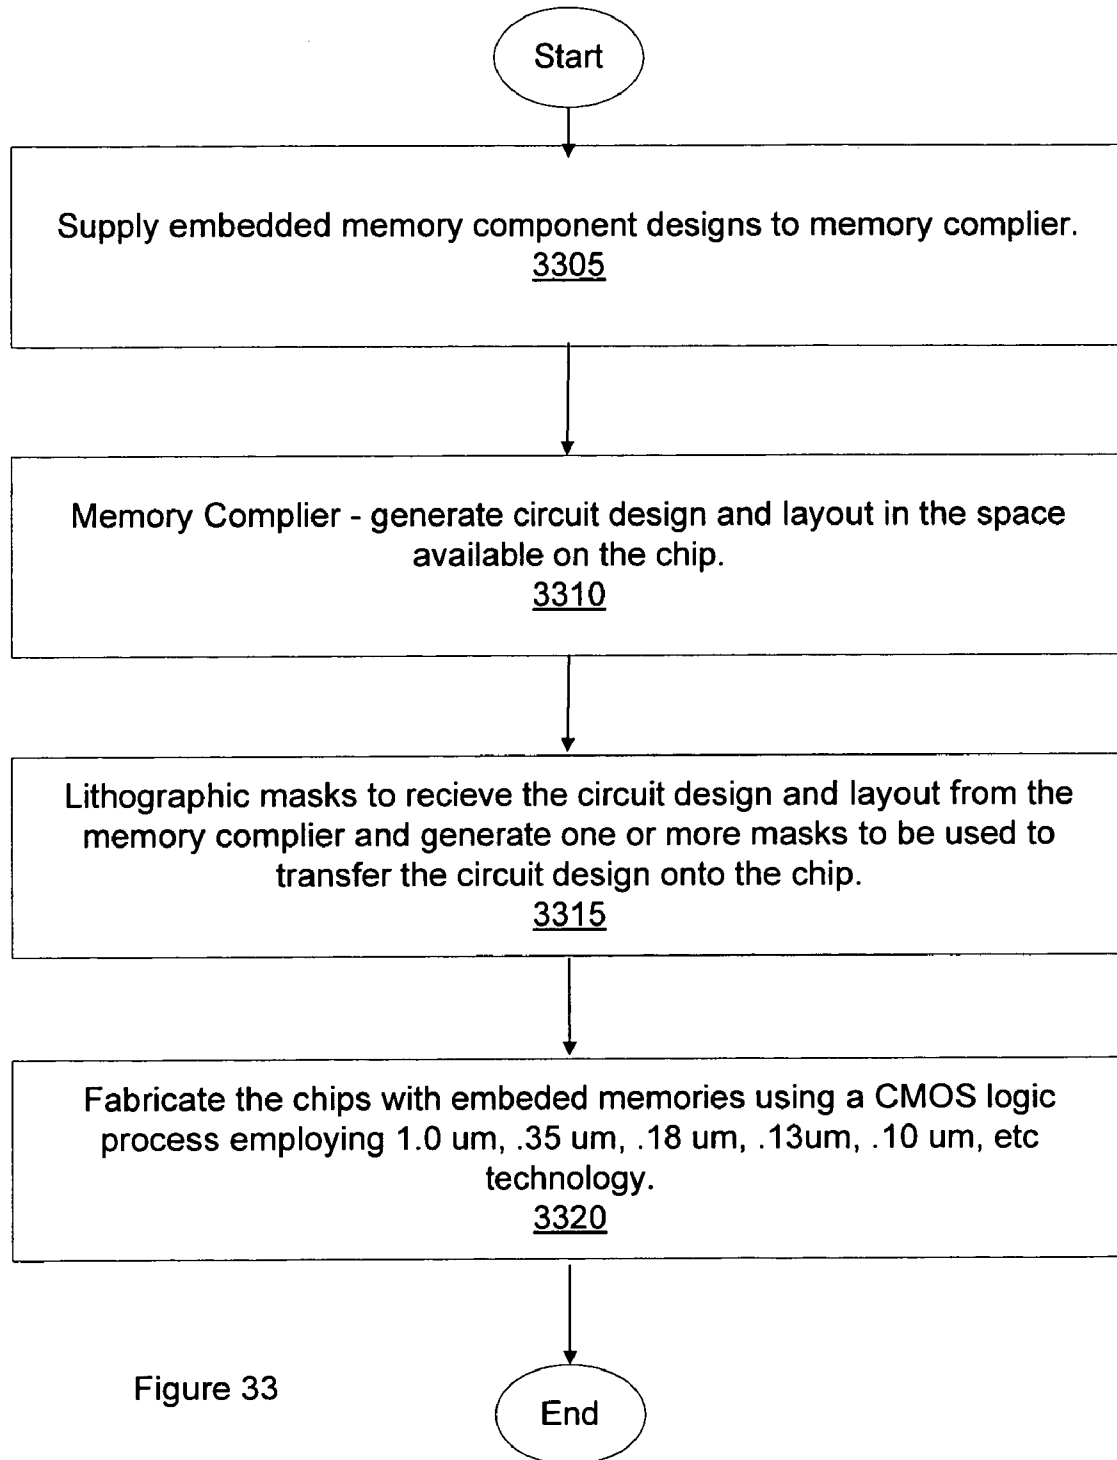 Start
Supply embedded memory component designs to memory complier.
3305
Memory Complier - generate circuit design and layout in the space
available on the chip.
3310
Lithographic masks to recieve the circuit design and layout from the
memory complier and generate one or more masks to be used to
transfer the circuit design onto the chip.
3315
Fabricate the chips with embeded memories using a CMOS logic
process employing 1.0 um, .35 um, .18 um, .13um, .10 um, etc
technology.
3320
Figure 33
End